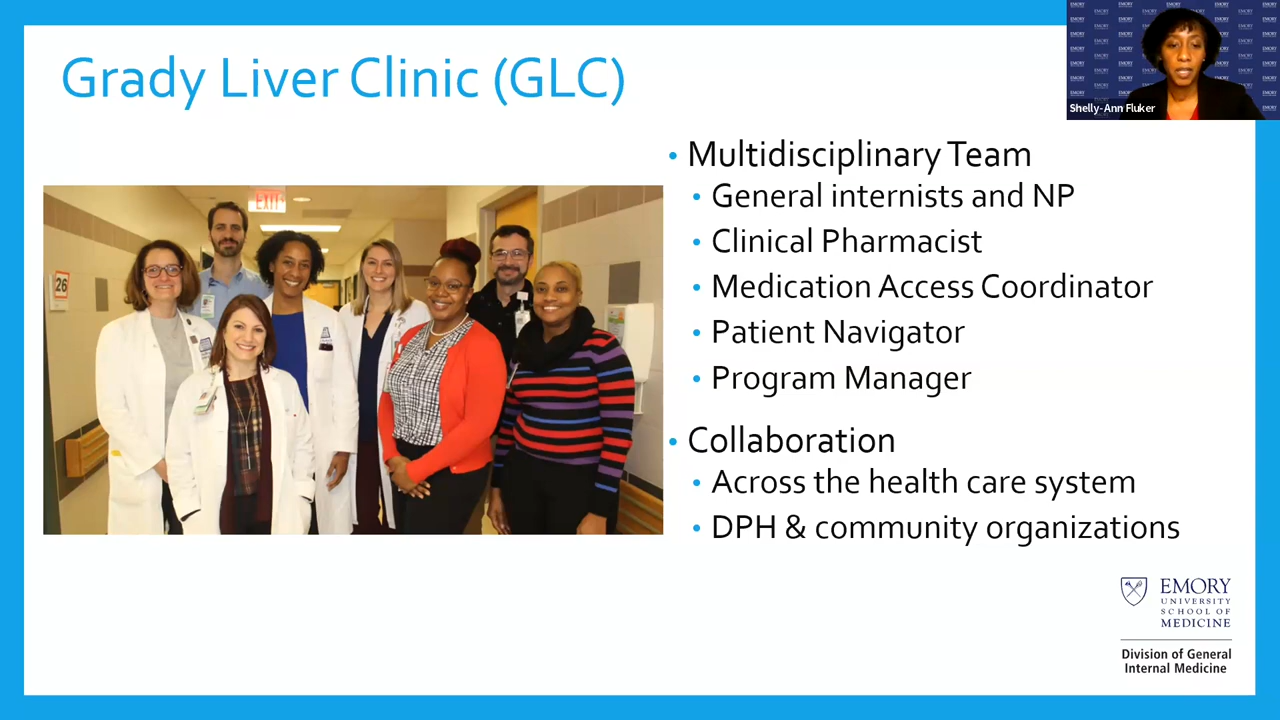 Grady Liver Clinic (GLC)
Shelly-Ann Fluker
• Multidisciplinary Team
• General internists and NP
• Clinical Pharmacist
• Medication Access Coordinator
• Patient Navigator
• Program Manager
• Collaboration
• Across the health care system
• DPH & community organizations
EXIT
26
EMORY
UNIVERSITY
SCHOOL OF
MEDICINE
Division of General
Internal Medicine